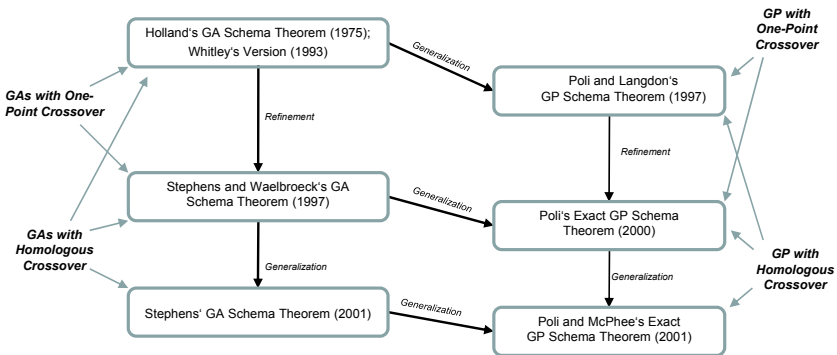 Holland‘s GA Schema Theorem (1975);
Whitley‘s Version (1993)
Generalization
GP with
One-Point
Crossover
GAs with One-
Point Crossover
Poli and Langdon‘s
GP Schema Theorem (1997)
Refinement
Refinement
Stephens and Waelbroeck‘s GA
Schema Theorem (1997)
Generalization
Poli‘s Exact GP Schema
Theorem (2000)
GAs with
Homologous
Crossover
GP with
Homologous
Crossover
Generalization
Generalization
Stephens‘ GA Schema Theorem (2001)
Generalization
Poli and McPhee‘s Exact
GP Schema Theorem (2001)